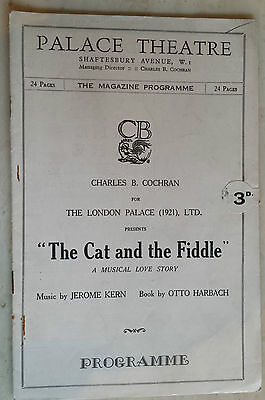 PALACE THEATRE
SHAFTESBURY AVENUE, W.1
Managing Director :: :: CHARLES B. COCHRAN
24 PAGES THE MAGAZINE PROGRAMME 24 PAGES
CB
CHARLES B. COCHRAN
FOR
THE LONDON PALACE (1921), LTD.
PRESENTS
3D.
"The Cat and the Fiddle"
A MUSICAL LOVE STORY
Music by JEROME KERN Book by OTTO HARBACH
PROGRAMME